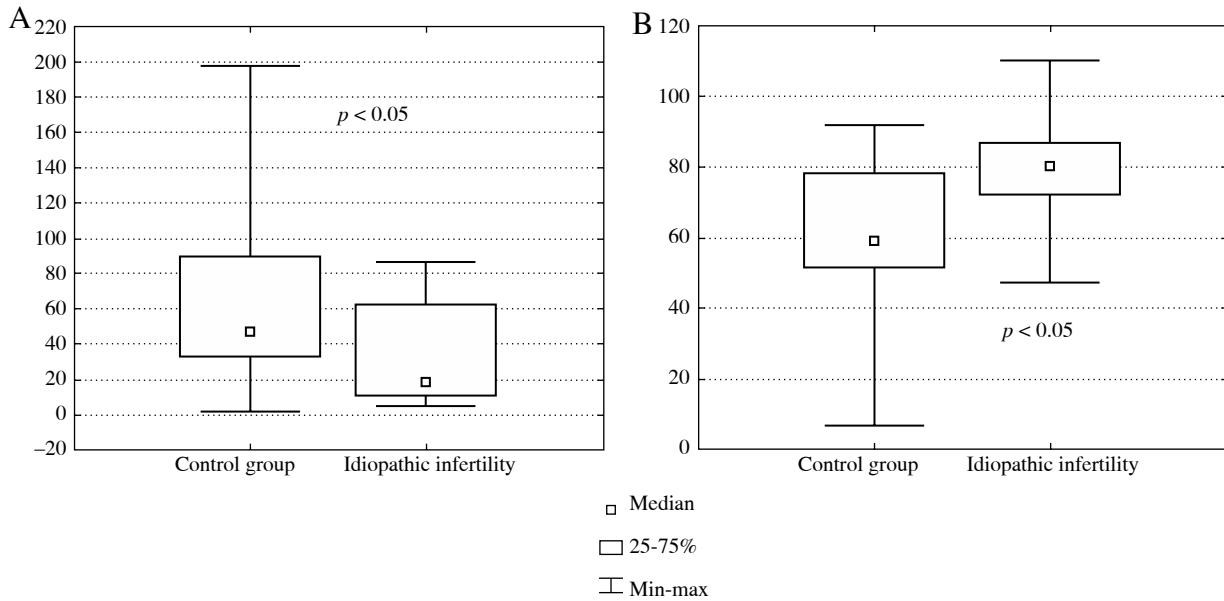 A
220
200
180
160
140
120
100
80
60
40
20
0
–20
p < 0.05
Control group
Idiopathic infertility
B
120
100
80
60
40
20
0
p < 0.05
Control group
Idiopathic infertility
Median
25-75%
Min-max